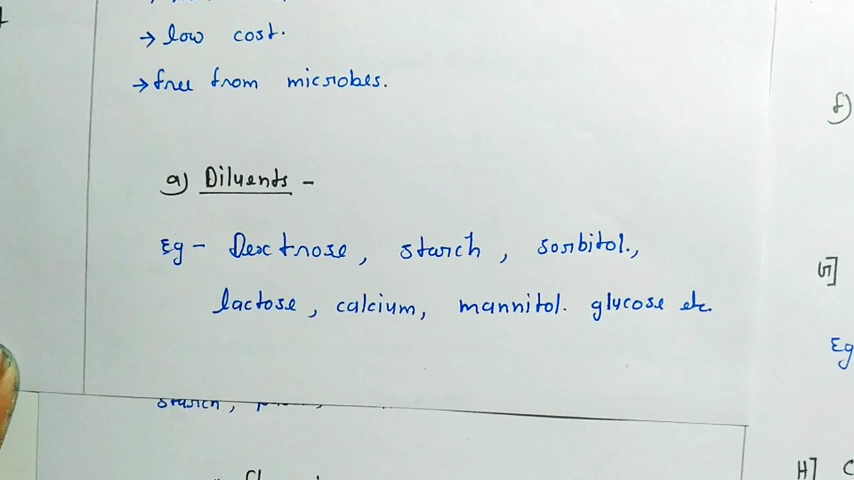 → low cost.
→ free from microbes.
a) Diluents -
Eg - Dextrose, starch, sorbitol.,
lactose, calcium, mannitol. glucose etc.
starch,
f)
G]
Eg
H] C